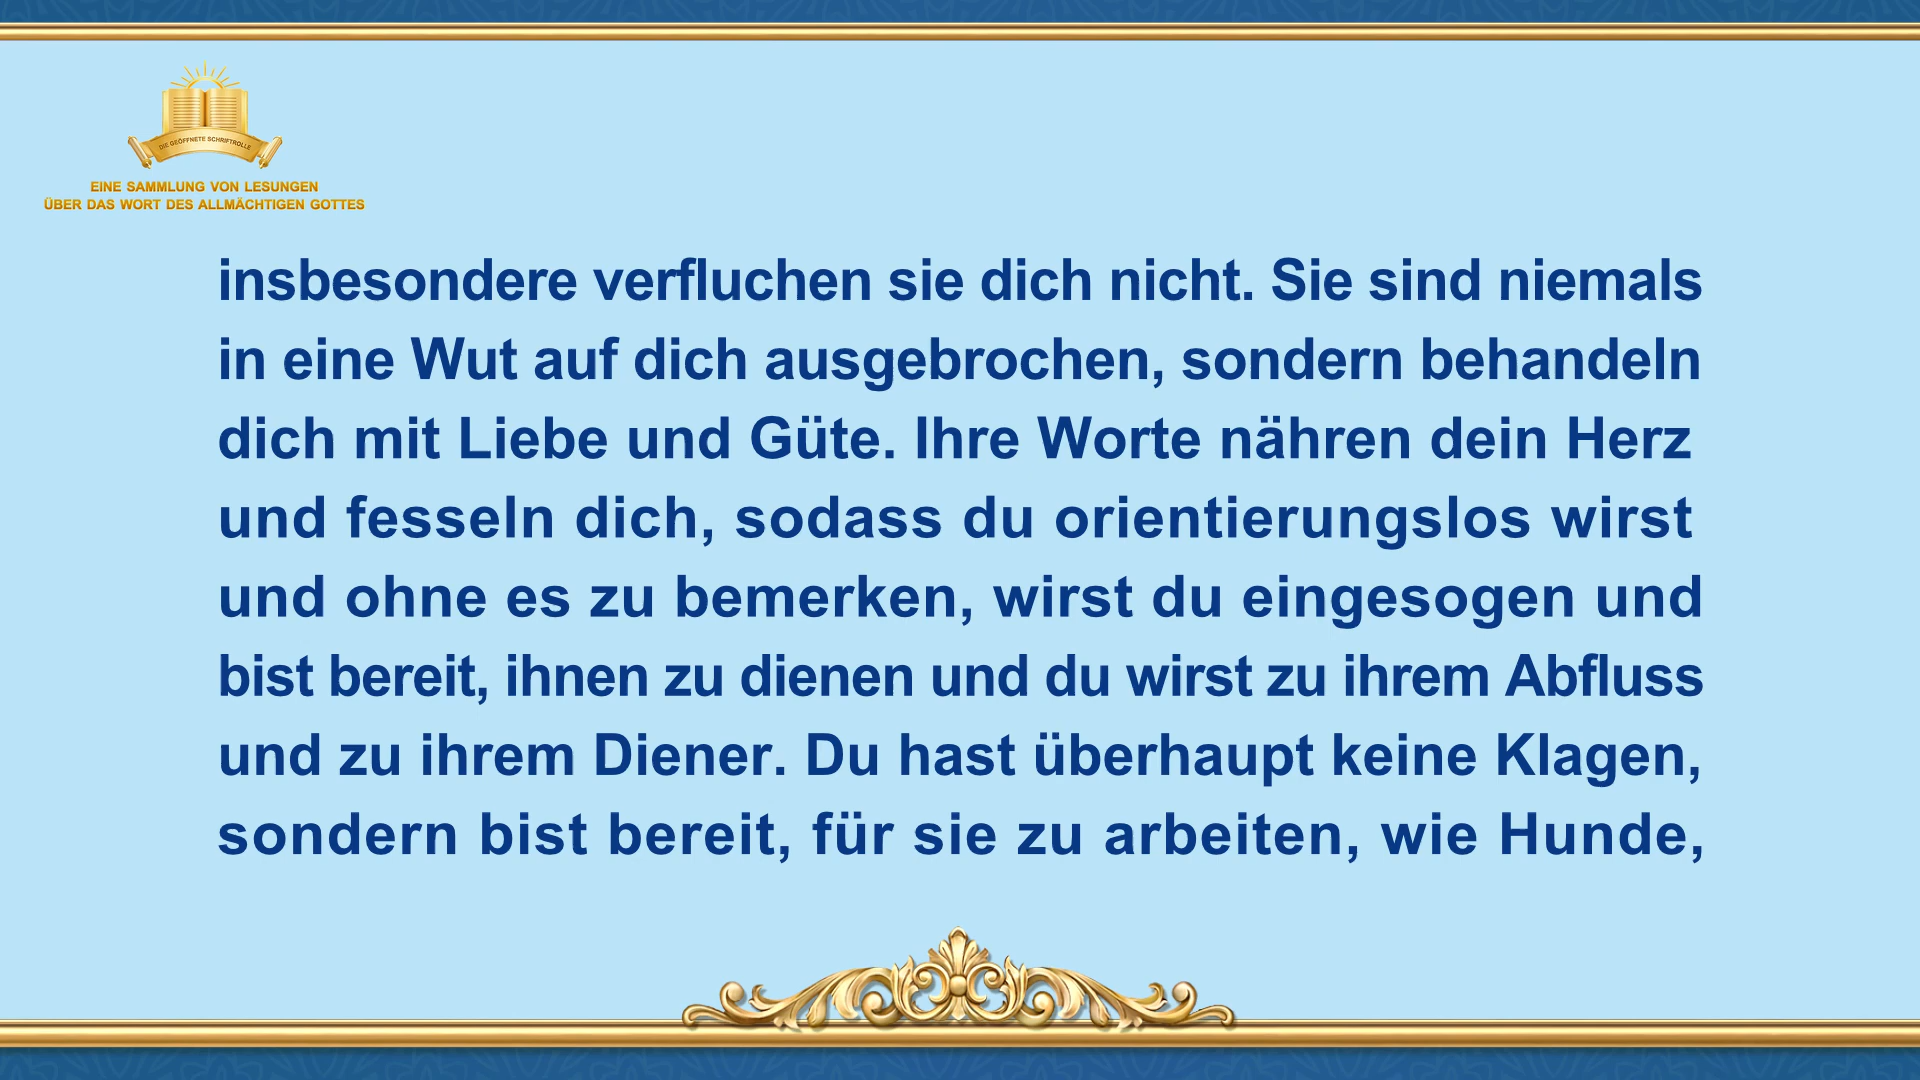 DIE GEÖFFNETE SCHRIFTROLLE
EINE SAMMLUNG VON LESUNGEN
ÜBER DAS WORT DES ALLMÄCHTIGEN GOTTES
insbesondere verfluchen sie dich nicht. Sie sind niemals
in eine Wut auf dich ausgebrochen, sondern behandeln
dich mit Liebe und Güte. Ihre Worte nähren dein Herz
und fesseln dich, sodass du orientierungslos wirst
und ohne es zu bemerken, wirst du eingesogen und
bist bereit, ihnen zu dienen und du wirst zu ihrem Abfluss
und zu ihrem Diener. Du hast überhaupt keine Klagen,
sondern bist bereit, für sie zu arbeiten, wie Hunde,